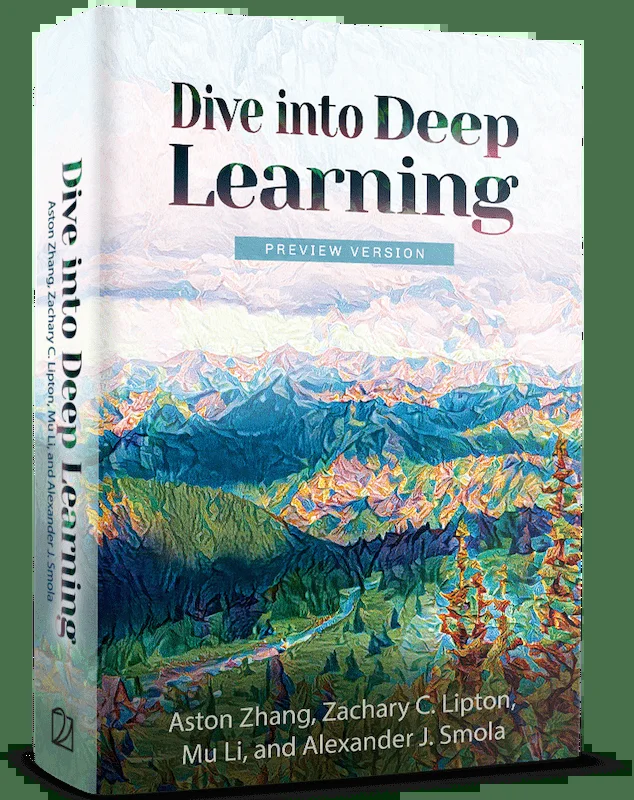 Dive into Deep
Learning
PREVIEW VERSION
Aston Zhang, Zachary C. Lipton,
Mu Li, and Alexander J. Smola
Dive into Deep Learning
Aston Zhang, Zachary C. Lipton, Mu Li, and Alexander J. Smola